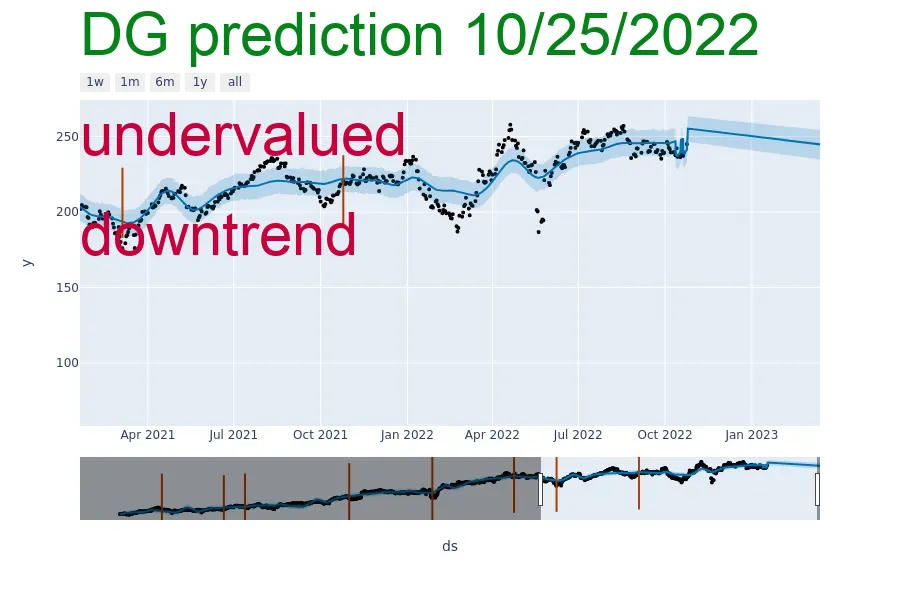 DG prediction 10/25/2022
1w 1m 6m 1y all
undervalued
downtrend
250
200
150
100
y
Apr 2021 Jul 2021 Oct 2021 Jan 2022 Apr 2022 Jul 2022 Oct 2022 Jan 2023
ds